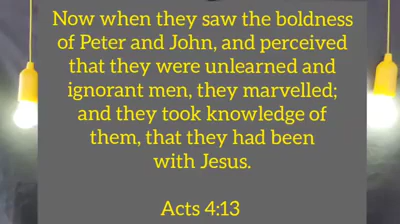 Now when they saw the boldness
of Peter and John, and perceived
that they were unlearned and
ignorant men, they marvelled;
and they took knowledge of
them, that they had been
with Jesus.
Acts 4:13